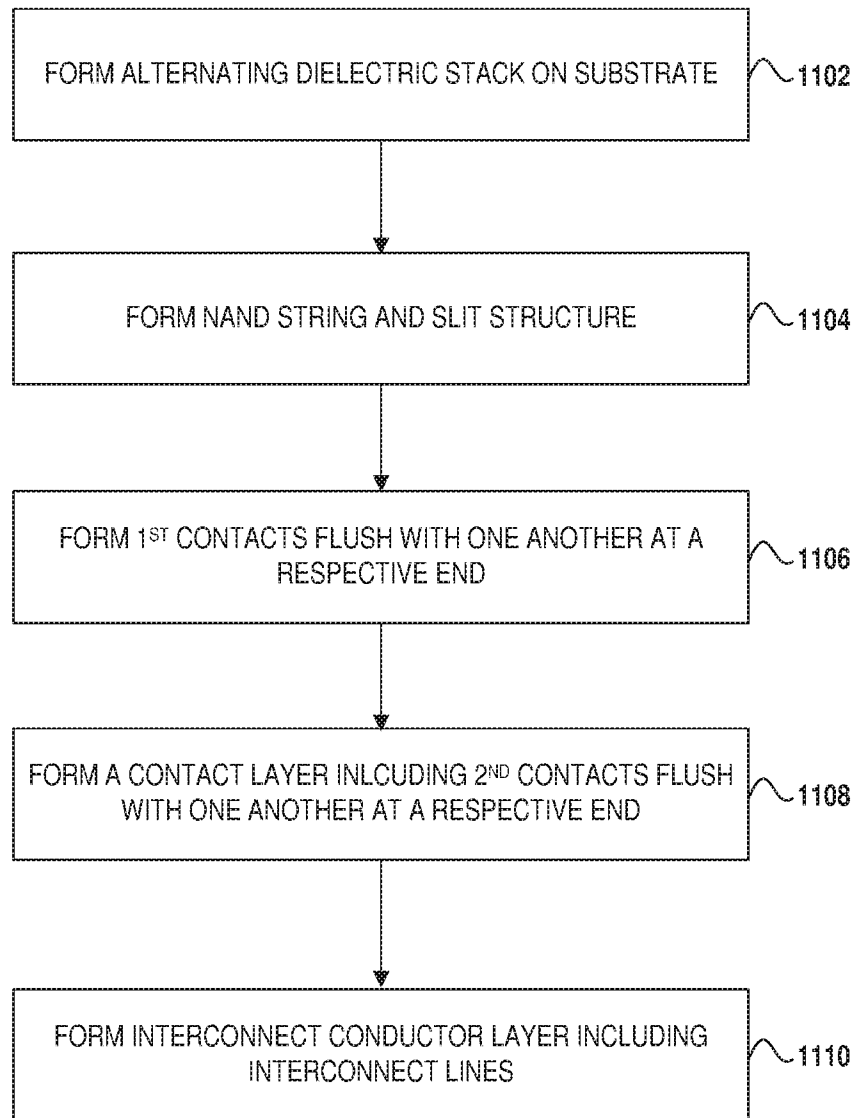 FORM ALTERNATING DIELECTRIC STACK ON SUBSTRATE
1102
FORM NAND STRING AND SLIT STRUCTURE
1104
FORM 1ST CONTACTS FLUSH WITH ONE ANOTHER AT A
RESPECTIVE END
1106
FORM A CONTACT LAYER INLCUDING 2ND CONTACTS FLUSH
WITH ONE ANOTHER AT A RESPECTIVE END
1108
FORM INTERCONNECT CONDUCTOR LAYER INCLUDING
INTERCONNECT LINES
1110